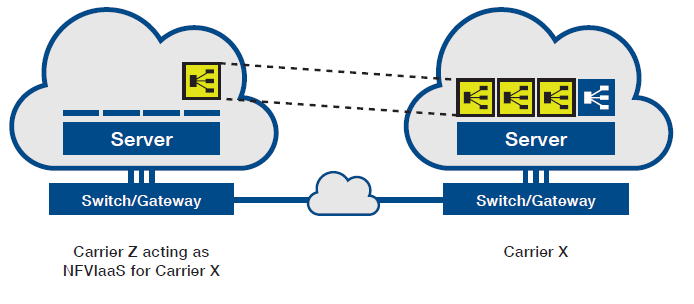 Server
Server
Switch/Gateway
Switch/Gateway
Carrier Z acting as
NFVIaaS for Carrier X
Carrier X